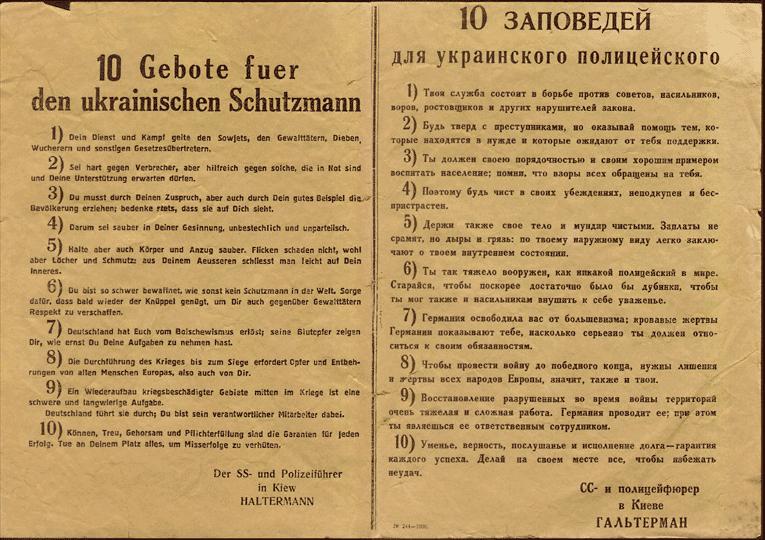 10 Gebote fuer
den ukrainischen Schutzmann
1) Dein Dienst und Kampf gelte den Sowjets, den Gewalttätern, Dieben,
Wucherern und sonstigen Gesetzesübertretern.
2) Sei hart gegen Verbrecher, aber hilfreich gegen solche, die in Not sind
und Deine Unterstützung erwarten dürfen.
3) Du musst durch Deinen Zuspruch, aber auch durch Dein gutes Beispiel die
Bevölkerung erziehen; bedenke stets, dass sie auf Dich sieht.
4) Darum sei sauber in Deiner Gesinnung, unbestechlich und unparteiisch.
5) Halte aber auch Körper und Anzug sauber. Flicken schaden nicht, wohl
aber Löcher und Schmutz; aus Deinem Aeusseren schliesst man leicht auf Dein
Inneres.
6) Du bist so schwer bewaffnet, wie sonst kein Schutzmann in der Welt. Sorge
dafür, dass bald wieder der Knüppel genügt, um Dir auch gegenüber Gewalttätern
Respekt zu verschaffen.
7) Deutschland hat Euch vom Bolschewismus erlöst; seine Blutopfer zeigen
Dir, wie ernst Du Deine Aufgaben zu nehmen hast.
8) Die Durchführung des Krieges bis zum Siege erfordert Opfer und Entbeh-
rungen von allen Menschen Europas, also auch von Dir.
9) Ein Wiederaufbau kriegsbeschädigter Gebiete mitten im Kriege ist eine
schwere und langwierige Aufgabe.
Deutschland führt sie durch; Du bist sein verantwortlicher Mitarbeiter dabei.
10) Können, Treu, Gehorsam und Pflichterfüllung sind die Garanten für jeden
Erfolg. Tue an Deinem Platz alles, um Misserfolge zu verhüten.
Der SS- und Polizeiführer
in Kiew
HALTERMANN
10 ЗАПОВЕДЕЙ
для украинского полицейского
1) Твоя служба состоит в борьбе против советов, насильников,
воров, ростовщиков и других нарушителей закона.
2) Будь тверд с преступниками, но оказывай помощь тем, ко-
торые находятся в нужде и которые ожидают от тебя поддержки.
3) Ты должен своею порядочностью и своим хорошим примером
воспитать население; помни, что взоры всех обращены на тебя.
4) Поэтому будь чист в своих убеждениях, неподкупен и бес-
пристрастен.
5) Держи также свое тело и мундир чистыми. Заплаты не
срамят, но дыры и грязь: по твоему наружному виду легко заклю-
чают о твоем внутреннем состоянии.
6) Ты так тяжело вооружен, как никакой полицейский в мире.
Старайся, чтобы поскорее достаточно было бы дубинки, чтобы
ты мог также и насильникам внушить к себе уваженье.
7) Германия освободила вас от большевизма; кровавые жертвы
Германии показывают тебе, насколько серьезно ты должен отно-
ситься к своим обязанностям.
8) Чтобы провести войну до победного конца, нужны лишения
и жертвы всех народов Европы, значит, также и твои.
9) Восстановление разрушенных во время войны территорий
очень тяжелая и сложная работа. Германия проводит ее; при этом
ты являешься ее ответственным сотрудником.
10) Уменье, верность, послушанье и исполнение долга—гарантия
каждого успеха. Делай на своем месте все, чтобы избежать
неудач.
СС- и полицейфюрер
в Киеве
ГАЛЬТЕРМАН